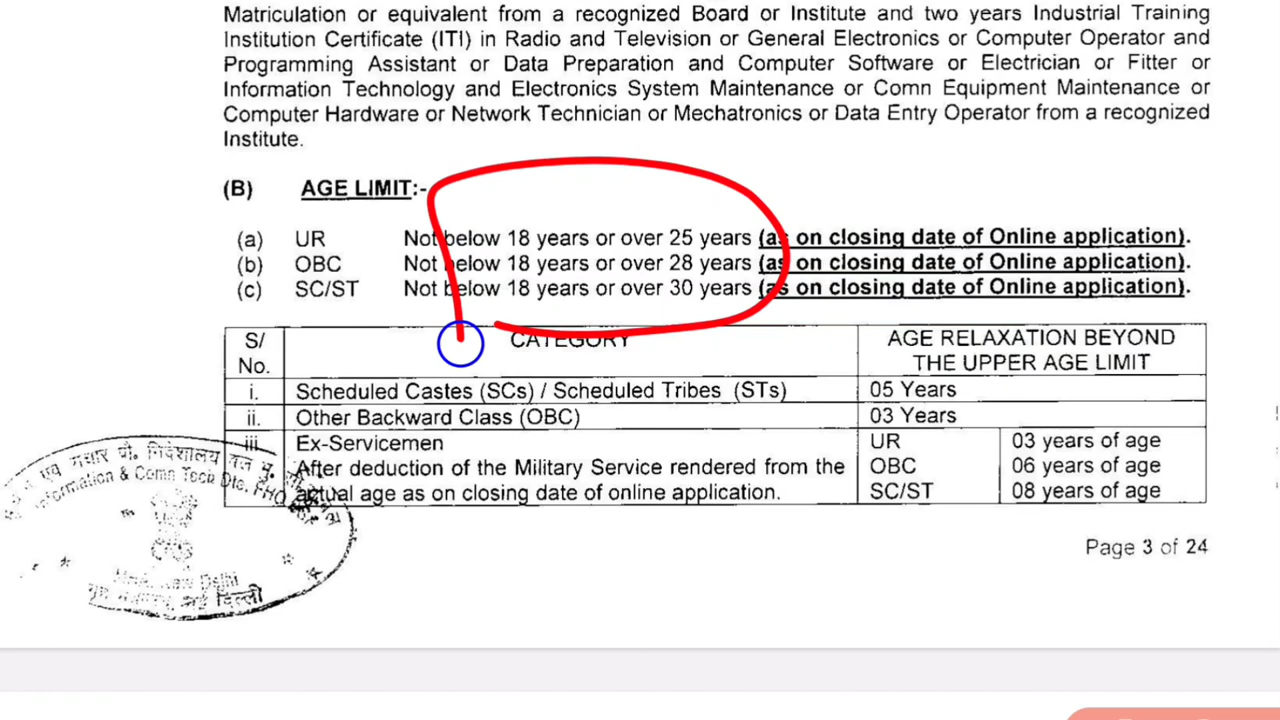 Matriculation or equivalent from a recognized Board or Institute and two years Industrial Training
Institution Certificate (ITI) in Radio and Television or General Electronics or Computer Operator and
Programming Assistant or Data Preparation and Computer Software or Electrician or Fitter or
Information Technology and Electronics System Maintenance or Comn Equipment Maintenance or
Computer Hardware or Network Technician or Mechatronics or Data Entry Operator from a recognized
Institute.
(B) AGE LIMIT:-
(a) UR Not below 18 years or over 25 years (as on closing date of Online application).
(b) OBC Not below 18 years or over 28 years (as on closing date of Online application).
(c) SC/ST Not below 18 years or over 30 years (as on closing date of Online application).
S/ No. CATEGORY AGE RELAXATION BEYOND THE UPPER AGE LIMIT
i. Scheduled Castes (SCs) / Scheduled Tribes (STs) 05 Years
ii. Other Backward Class (OBC) 03 Years
iii Ex-Servicemen UR 03 years of age
After deduction of the Military Service rendered from the OBC 06 years of age
actual age as on closing date of online application. SC/ST 08 years of age
एवं संचार प्रौ. निदेशालय
Information & Comn Tech Dte. FHQ
New Delhi
नई दिल्ली
Page 3 of 24